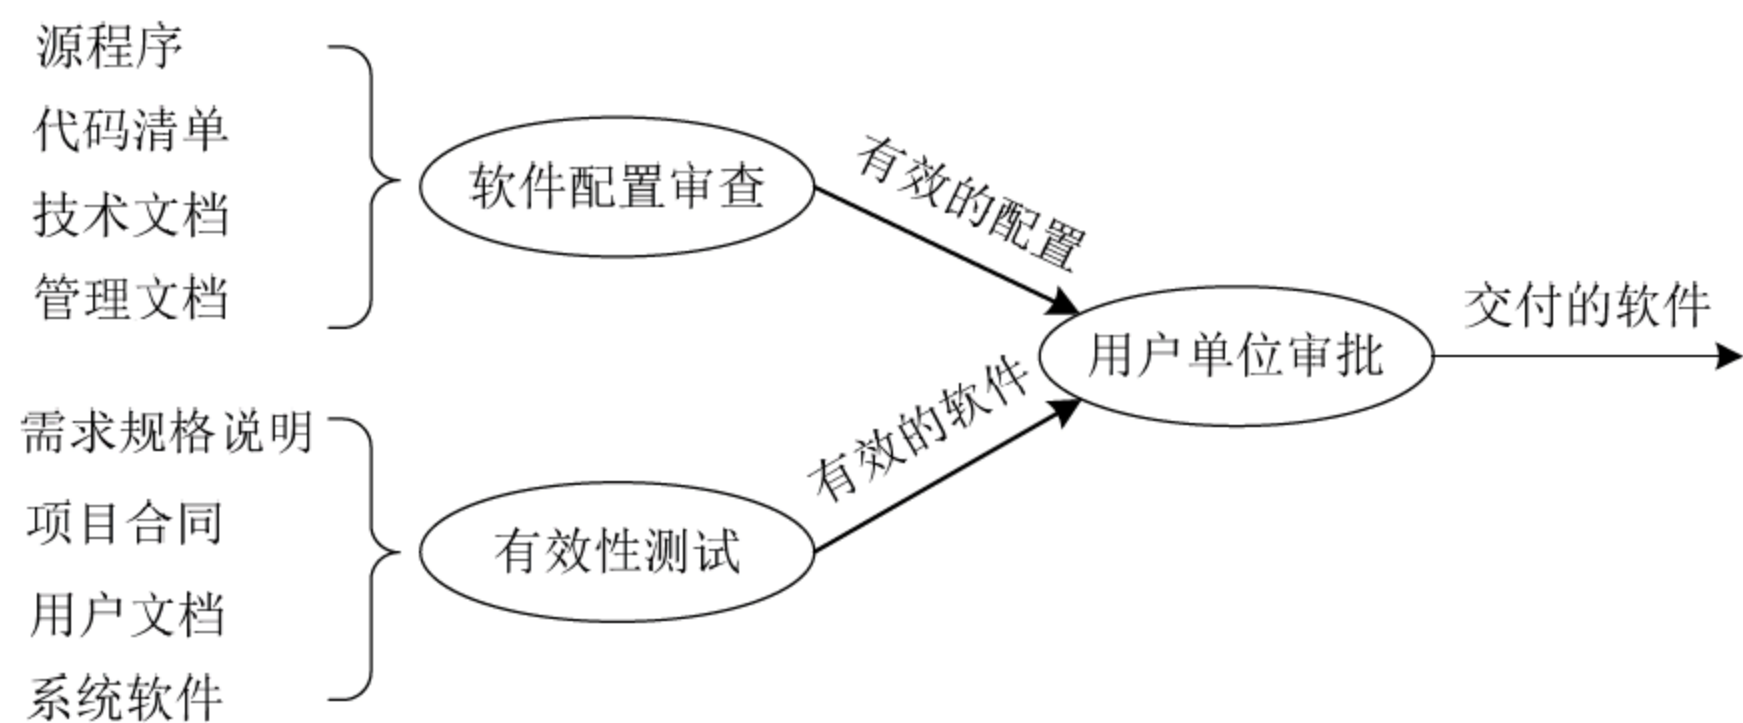 源程序
代码清单
技术文档
管理文档
软件配置审查
有效的配置
需求规格说明
项目合同
用户文档
系统软件
有效性测试
有效的软件
用户单位审批
交付的软件